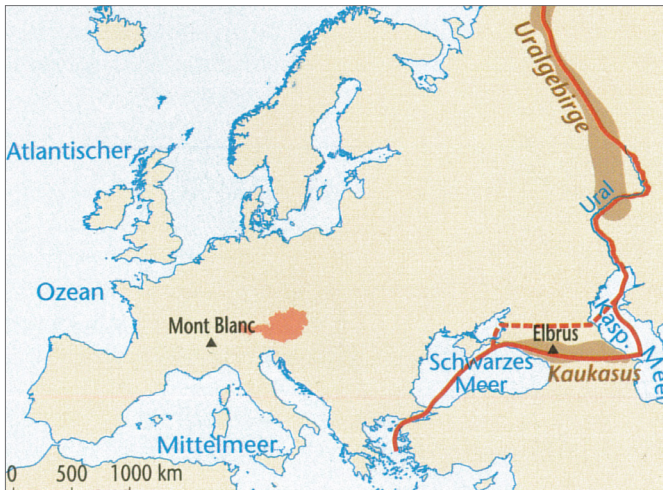 Uralgebirge
Atlantischer
Ural
Ozean
Mont Blanc
Elbrus
Kasp.
Meer
Schwarzes
Meer
Kaukasus
Mittelmeer
0 500 1000 km